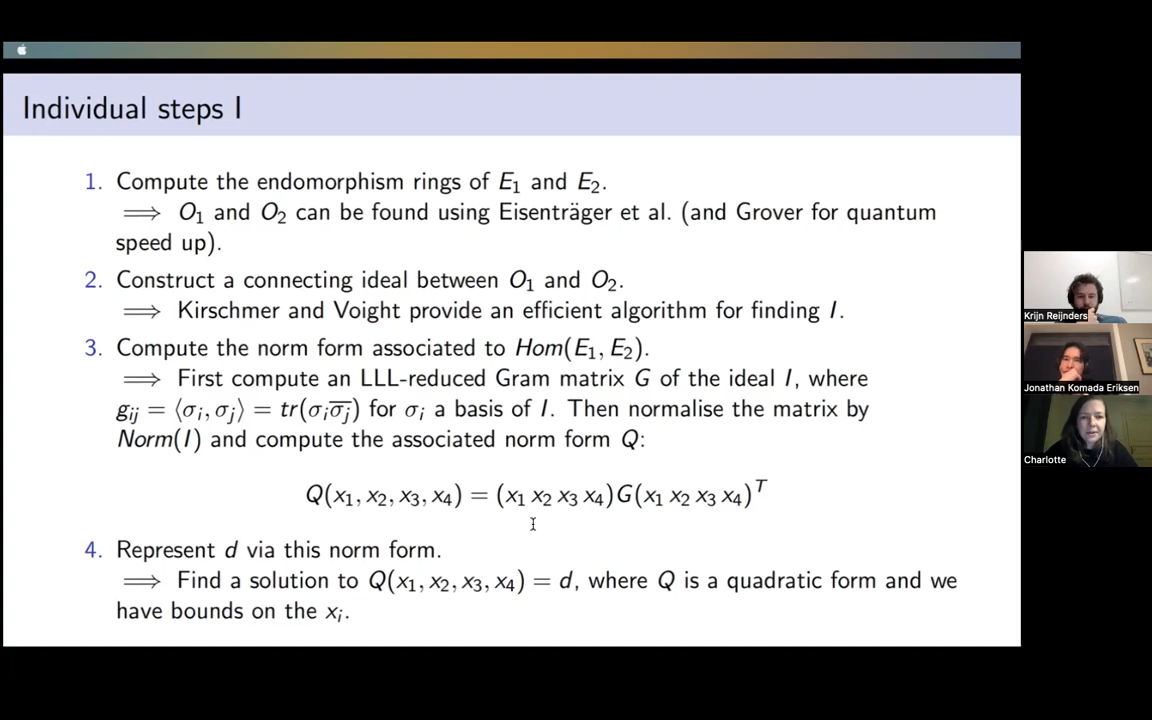 Individual steps I
1. Compute the endomorphism rings of E₁ and E₂.
⟹ O₁ and O₂ can be found using Eisenträger et al. (and Grover for quantum
speed up).
2. Construct a connecting ideal between O₁ and O₂.
⟹ Kirschmer and Voight provide an efficient algorithm for finding I.
3. Compute the norm form associated to Hom(E₁, E₂).
⟹ First compute an LLL-reduced Gram matrix G of the ideal I, where
gᵢⱼ = ⟨σᵢ, σⱼ⟩ = tr(σᵢσ̅ⱼ) for σᵢ a basis of I. Then normalise the matrix by
Norm(I) and compute the associated norm form Q:
Q(x₁, x₂, x₃, x₄) = (x₁ x₂ x₃ x₄)G(x₁ x₂ x₃ x₄)ᵀ
4. Represent d via this norm form.
⟹ Find a solution to Q(x₁, x₂, x₃, x₄) = d, where Q is a quadratic form and we
have bounds on the xᵢ.
Krijn Reijnders
Jonathan Komada Eriksen
Charlotte